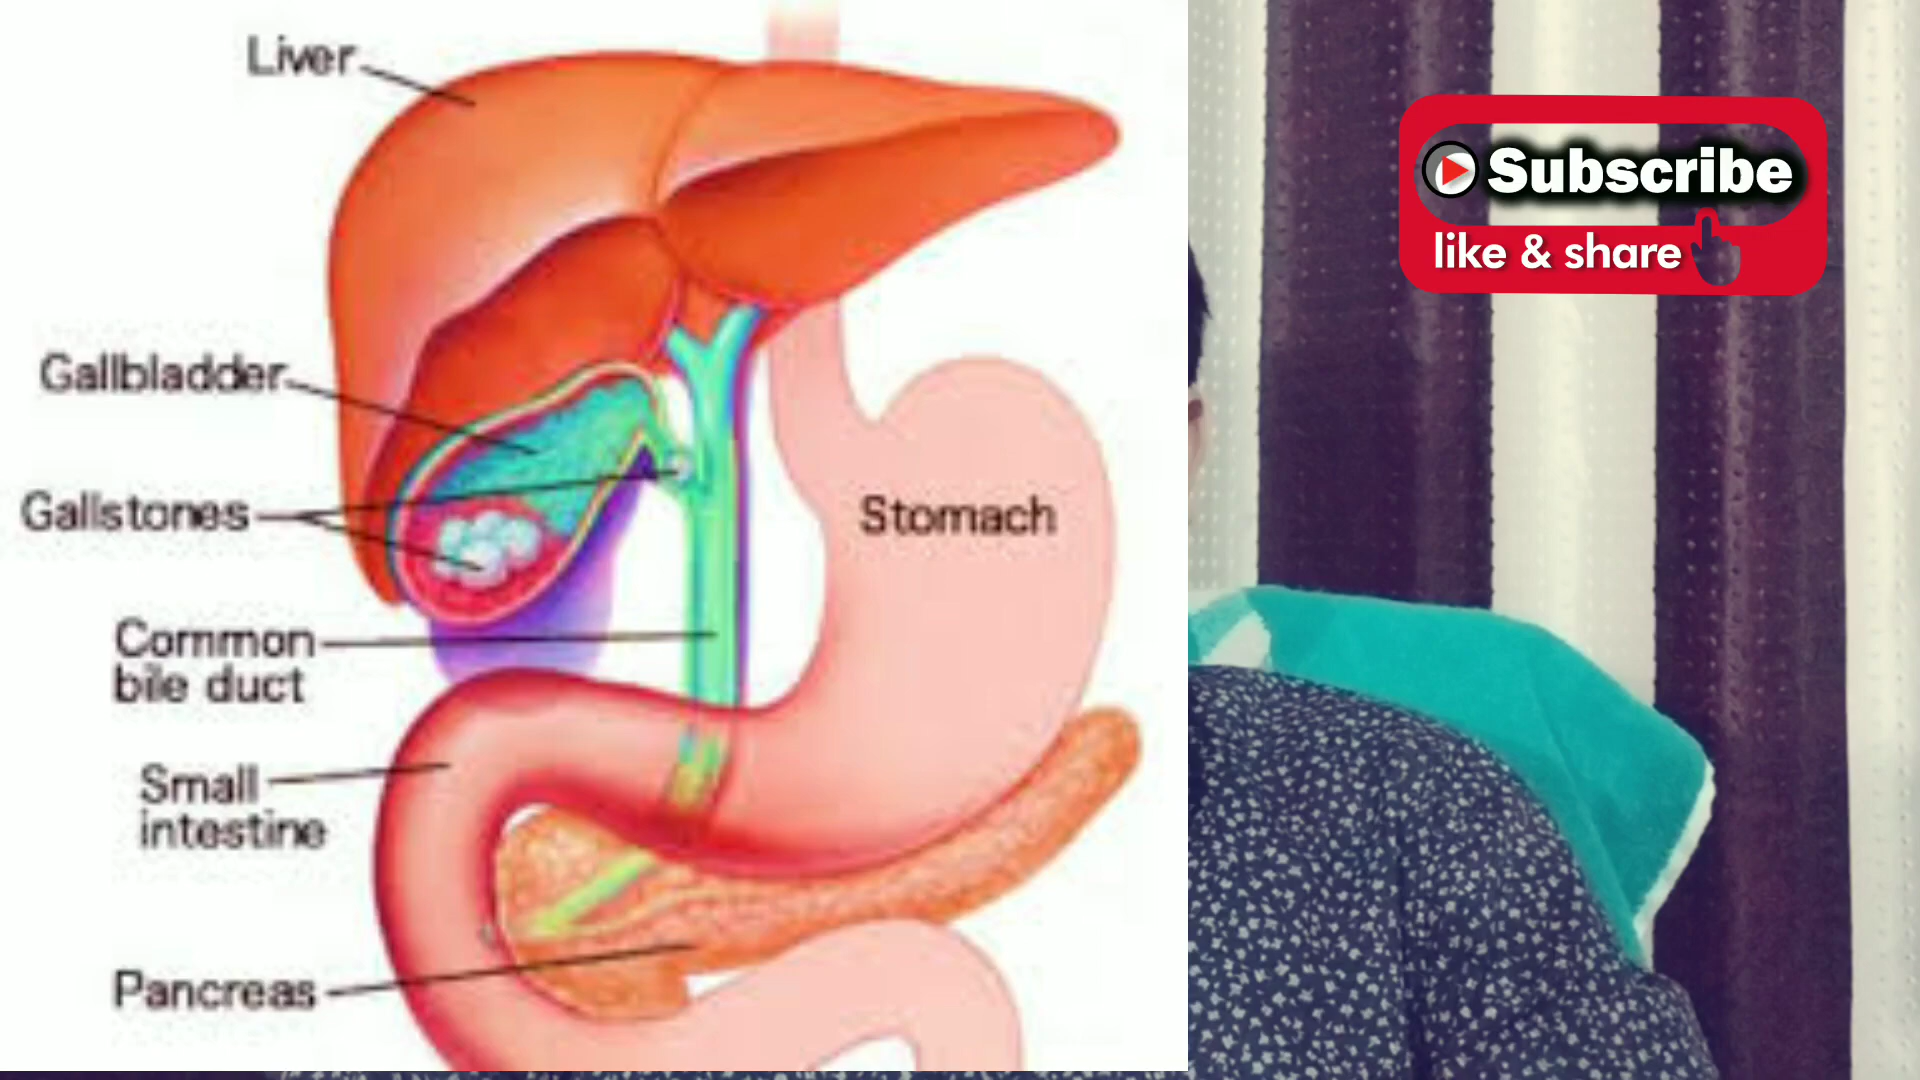 Liver
Gallbladder
Gallstones
Stomach
Common
bile duct
Small
intestine
Pancreas
Subscribe
like & share